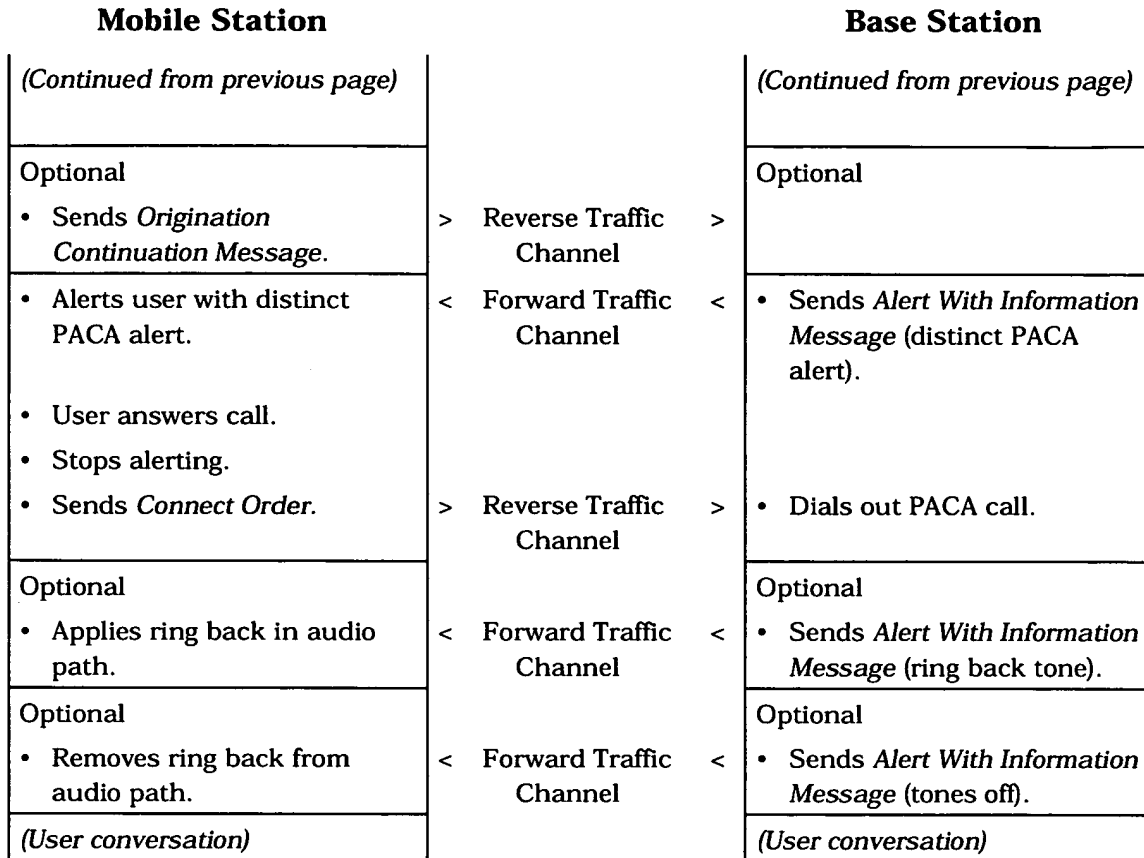 Mobile Station Base Station
(Continued from previous page) (Continued from previous page)
Optional Optional
• Sends Origination > Reverse Traffic >
Continuation Message. Channel
• Alerts user with distinct < Forward Traffic < • Sends Alert With Information
PACA alert. Channel Message (distinct PACA
alert).
• User answers call.
• Stops alerting.
• Sends Connect Order. > Reverse Traffic > • Dials out PACA call.
Channel
Optional Optional
• Applies ring back in audio < Forward Traffic < • Sends Alert With Information
path. Channel Message (ring back tone).
Optional Optional
• Removes ring back from < Forward Traffic < • Sends Alert With Information
audio path. Channel Message (tones off).
(User conversation) (User conversation)